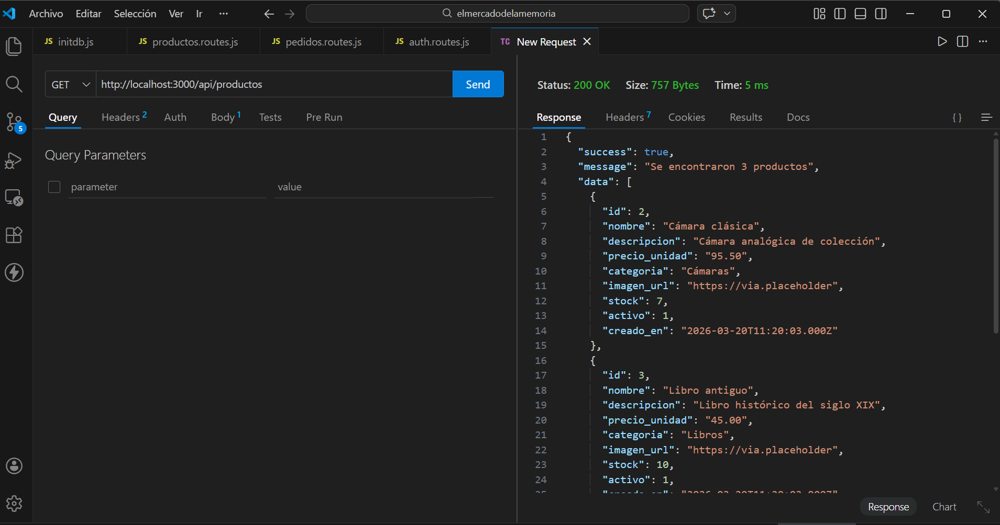 Archivo Editar Selección Ver Ir ··· elmercadodelamemoria
JS initdb.js JS productos.routes.js JS pedidos.routes.js JS auth.routes.js TC New Request
GET http://localhost:3000/api/productos Send
Query Headers 2 Auth Body 1 Tests Pre Run
Query Parameters
parameter value
5
Status: 200 OK Size: 757 Bytes Time: 5 ms
Response Headers 7 Cookies Results Docs { }
1 {
2 "success": true,
3 "message": "Se encontraron 3 productos",
4 "data": [
5 {
6 "id": 2,
7 "nombre": "Cámara clásica",
8 "descripcion": "Cámara analógica de colección",
9 "precio_unidad": "95.50",
10 "categoria": "Cámaras",
11 "imagen_url": "https://via.placeholder",
12 "stock": 7,
13 "activo": 1,
14 "creado_en": "2026-03-20T11:20:03.000Z"
15 },
16 {
17 "id": 3,
18 "nombre": "Libro antiguo",
19 "descripcion": "Libro histórico del siglo XIX",
20 "precio_unidad": "45.00",
21 "categoria": "Libros",
22 "imagen_url": "https://via.placeholder",
23 "stock": 10,
24 "activo": 1,
Response Chart